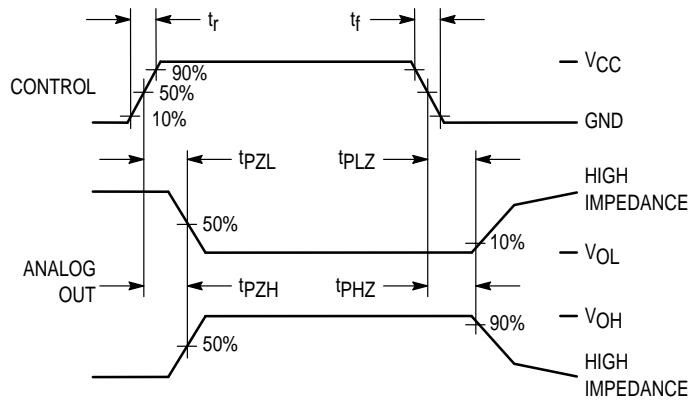 tr tf
90% VCC
CONTROL 50%
10% GND
tPZL tPLZ
HIGH
IMPEDANCE
50%
10%
VOL
ANALOG
OUT
tPZH tPHZ
VOH
90%
50%
HIGH
IMPEDANCE